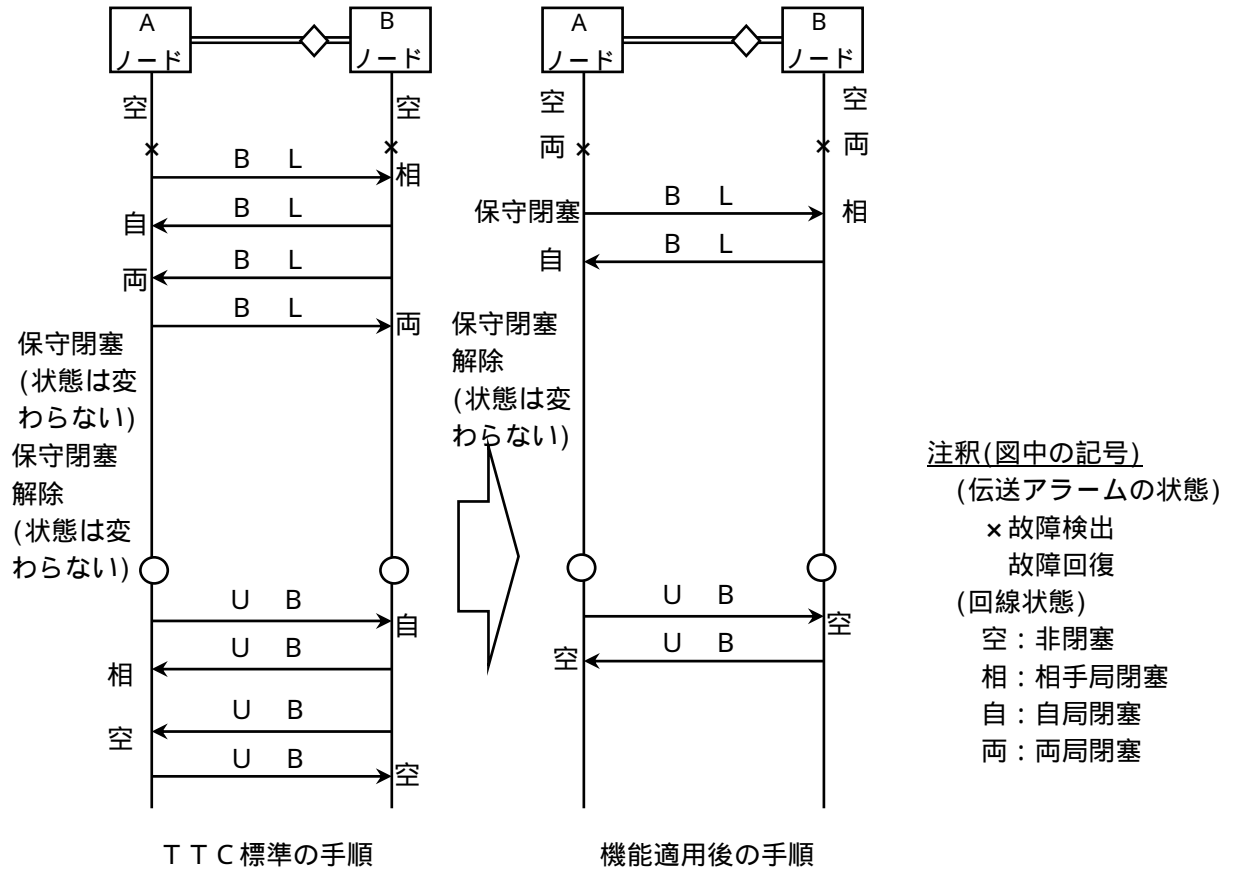 A
ノード
B
ノード
空
空
B L
相
B L
自
B L
両
B L
両
保守閉塞
(状態は変
わらない)
保守閉塞
解除
(状態は変
わらない)
U B
自
U B
相
U B
空
U B
空
TTC標準の手順
A
ノード
B
ノード
空
空
両
両
保守閉塞
B L
相
B L
自
保守閉塞
解除
(状態は変
わらない)
U B
空
U B
空
機能適用後の手順
注釈(図中の記号)
(伝送アラームの状態)
×故障検出
故障回復
(回線状態)
空:非閉塞
相:相手局閉塞
自:自局閉塞
両:両局閉塞